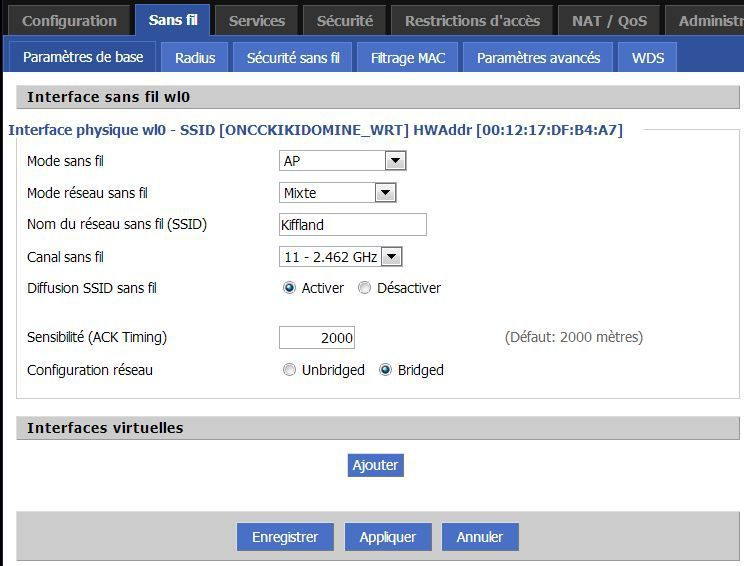 Configuration Sans fil Services Sécurité Restrictions d'accès NAT / QoS Administr
Paramètres de base Radius Sécurité sans fil Filtrage MAC Paramètres avancés WDS
Interface sans fil wl0
Interface physique wl0 - SSID [ONCCKIKIDOMINE_WRT] HWAddr [00:12:17:DF:B4:A7]
Mode sans fil AP
Mode réseau sans fil Mixte
Nom du réseau sans fil (SSID) Kiffland
Canal sans fil 11 - 2.462 GHz
Diffusion SSID sans fil Activer Désactiver
Sensibilité (ACK Timing) 2000 (Défaut: 2000 mètres)
Configuration réseau Unbridged Bridged
Interfaces virtuelles
Ajouter
Enregistrer Appliquer Annuler